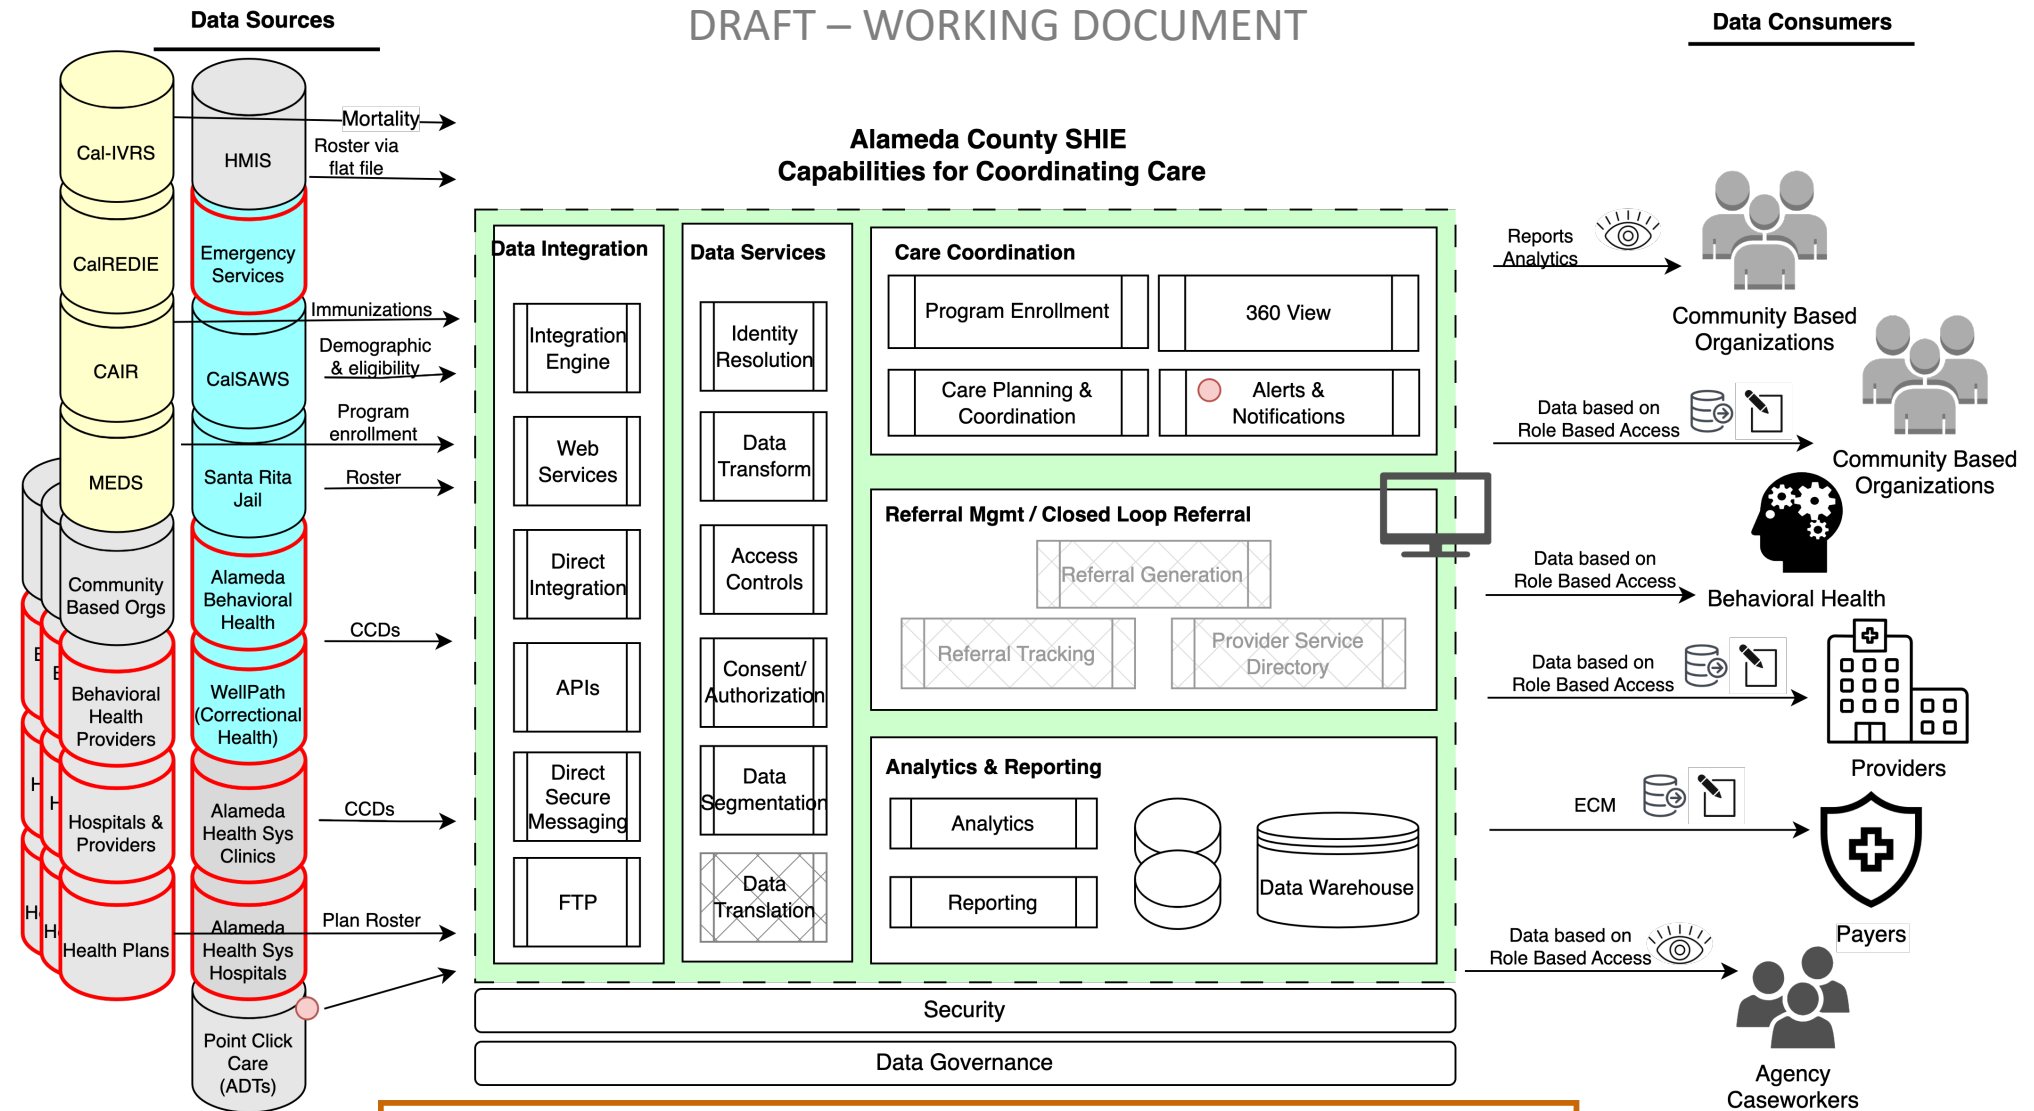 Data Sources
DRAFT – WORKING DOCUMENT
Data Consumers
Cal-IVRS
CalREDIE
CAIR
MEDS
Community
Based Orgs
Behavioral
Health
Providers
Hospitals &
Providers
Health Plans
E
E
H
H
H
H
HMIS
Emergency
Services
CalSAWS
Santa Rita
Jail
Alameda
Behavioral
Health
WellPath
(Correctional
Health)
Alameda
Health Sys
Clinics
Alameda
Health Sys
Hospitals
Point Click
Care
(ADTs)
Mortality
Roster via
flat file
Immunizations
Demographic
& eligibility
Program
enrollment
Roster
CCDs
CCDs
Plan Roster
Alameda County SHIE
Capabilities for Coordinating Care
Data Integration
Integration
Engine
Web
Services
Direct
Integration
APIs
Direct
Secure
Messaging
FTP
Data Services
Identity
Resolution
Data
Transform
Access
Controls
Consent/
Authorization
Data
Segmentation
Data
Translation
Care Coordination
Program Enrollment
360 View
Care Planning &
Coordination
Alerts &
Notifications
Referral Mgmt / Closed Loop Referral
Referral Generation
Referral Tracking
Provider Service
Directory
Analytics & Reporting
Analytics
Reporting
Data Warehouse
Security
Data Governance
Reports
Analytics
Community Based
Organizations
Data based on
Role Based Access
Community Based
Organizations
Data based on
Role Based Access
Behavioral Health
Data based on
Role Based Access
Providers
ECM
Payers
Data based on
Role Based Access
Agency
Caseworkers